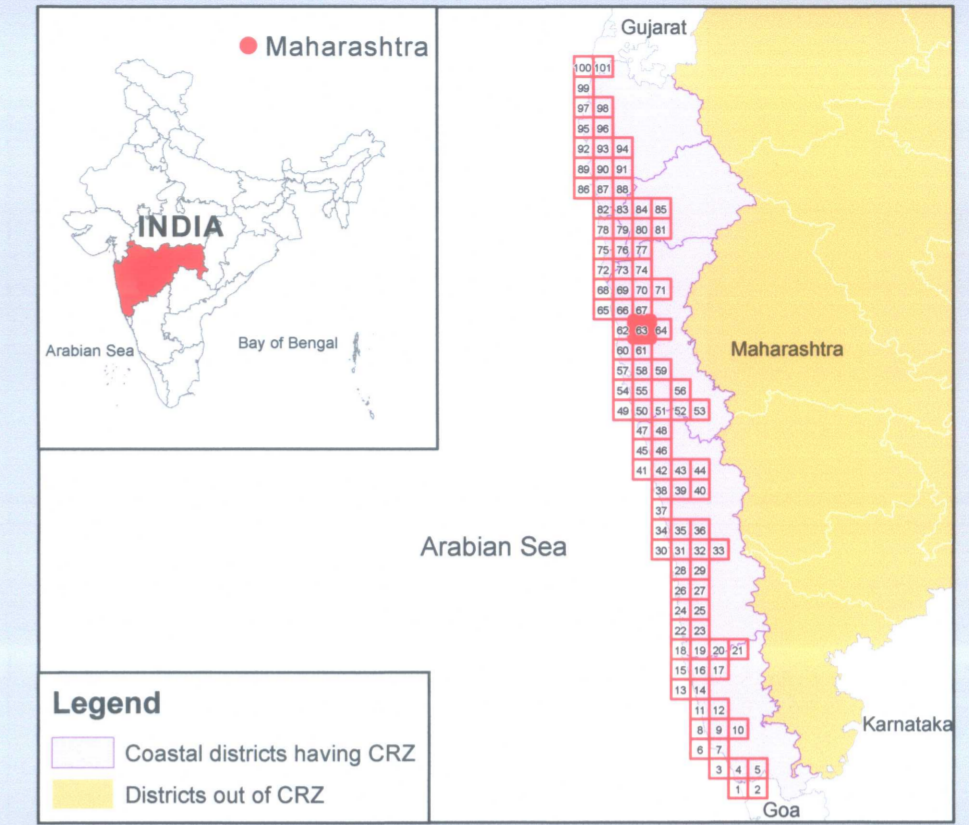 Maharashtra
INDIA
Arabian Sea
Bay of Bengal
Gujarat
100 101
99
97 98
95 96
92 93 94
89 90 91
86 87 88
82 83 84 85
78 79 80 81
75 76 77
72 73 74
68 69 70 71
65 66 67
62 63 64
60 61
57 58 59
54 55 56
49 50 51 52 53
47 48
45 46
41 42 43 44
38 39 40
37
34 35 36
30 31 32 33
28 29
26 27
24 25
22 23
18 19 20 21
15 16 17
13 14
11 12
8 9 10
6 7
3 4 5
1 2
Maharashtra
Arabian Sea
Karnataka
Goa
Legend
Coastal districts having CRZ
Districts out of CRZ